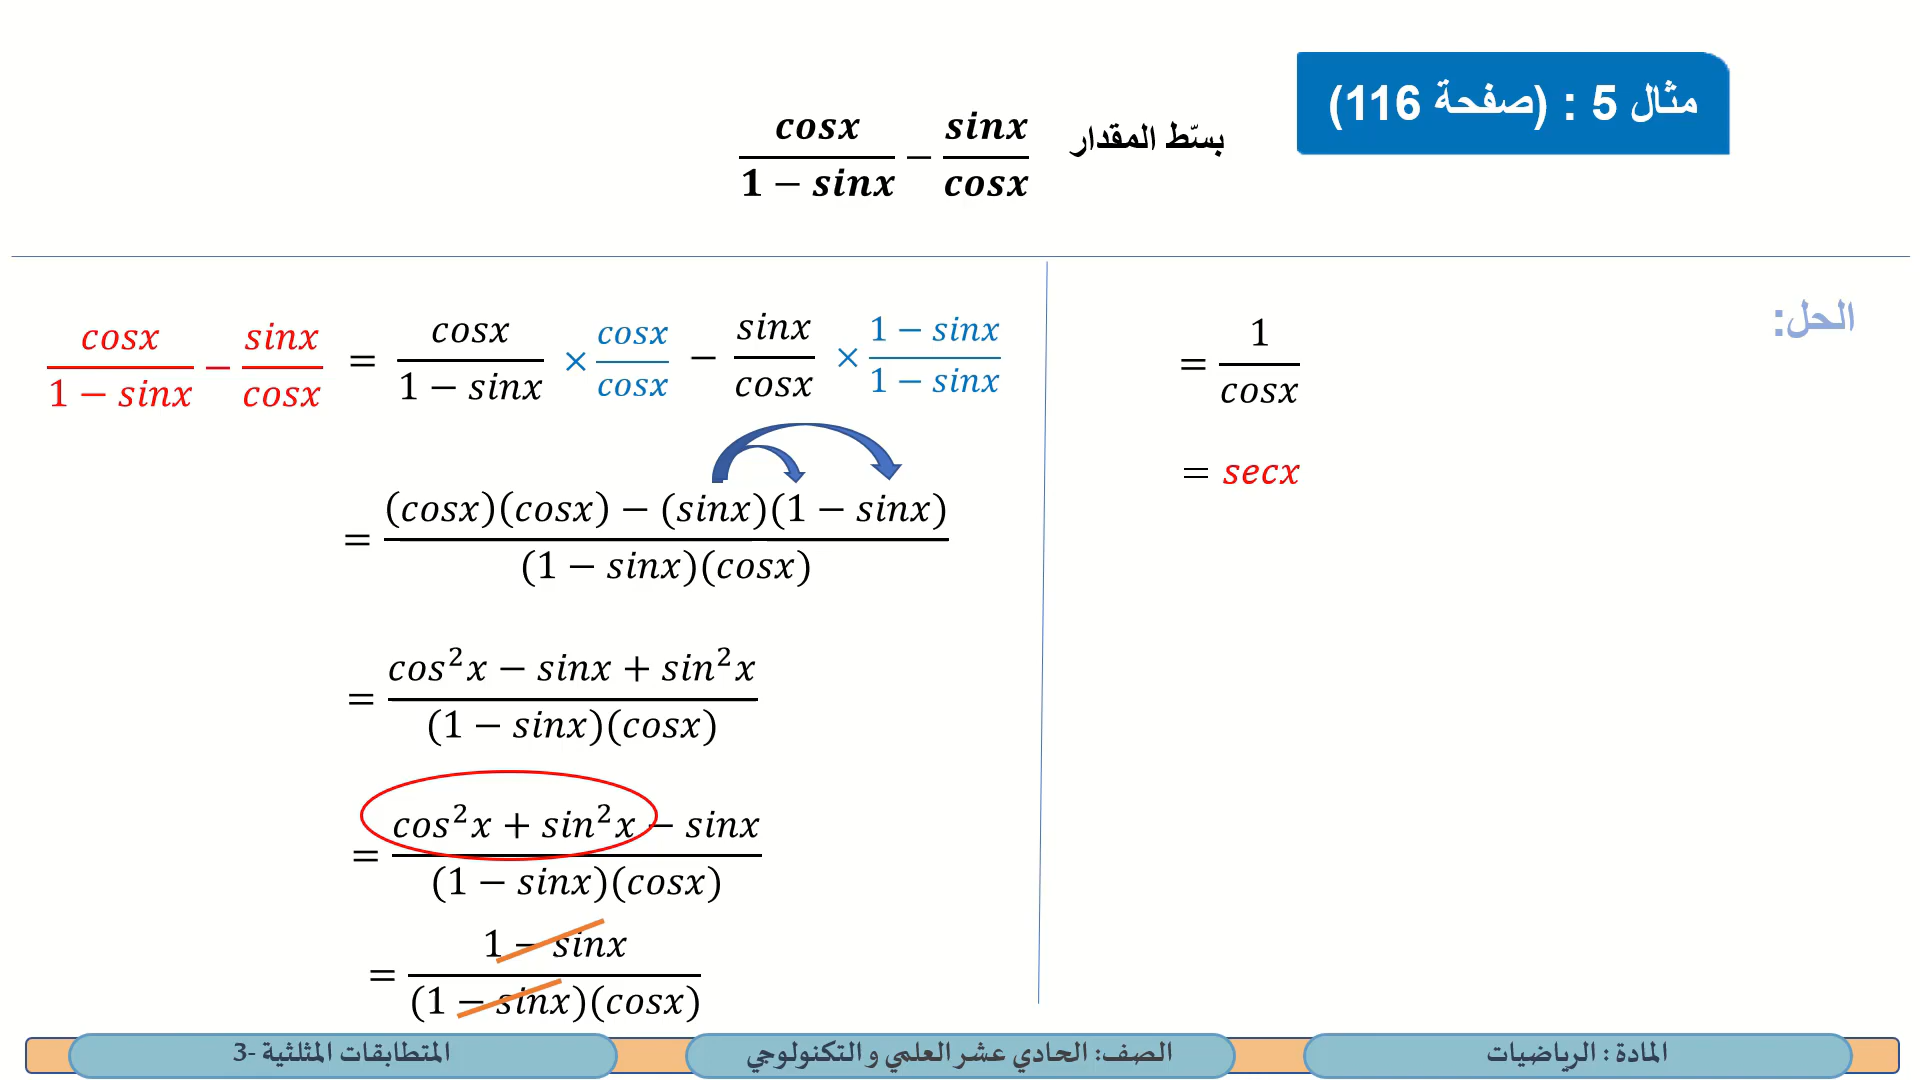 مثال 5 : (صفحة 116)
بسّط المقدار cosx/(1 − sinx) − sinx/cosx
الحل:
cosx/(1 − sinx) − sinx/cosx = cosx/(1 − sinx) × cosx/cosx − sinx/cosx × (1 − sinx)/(1 − sinx)
= ((cosx)(cosx) − (sinx)(1 − sinx))/((1 − sinx)(cosx))
= (cos²x − sinx + sin²x)/((1 − sinx)(cosx))
= (cos²x + sin²x − sinx)/((1 − sinx)(cosx))
= (1 − sinx)/((1 − sinx)(cosx))
= 1/cosx
= secx
المادة : الرياضيات
الصف: الحادي عشر العلمي و التكنولوجي
المتطابقات المثلثية -3